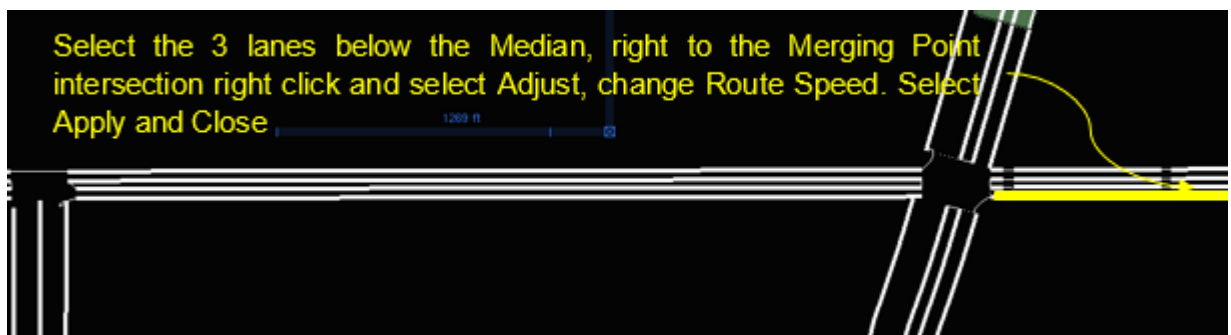 Select the 3 lanes below the Median, right to the Merging Point
intersection right click and select Adjust, change Route Speed. Select
Apply and Close
1269 ft